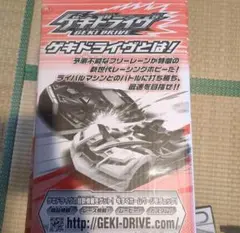 ゲキドライヴ
GEKI DRIVE
ゲキドライヴとは!
予測不能なフリーレーンが特徴の
新世代レーシングホビーだ!
ライバルマシンとのバトルに打ち勝ち、
最速を目指せ!!
http://GEKI-DRIVE.com/